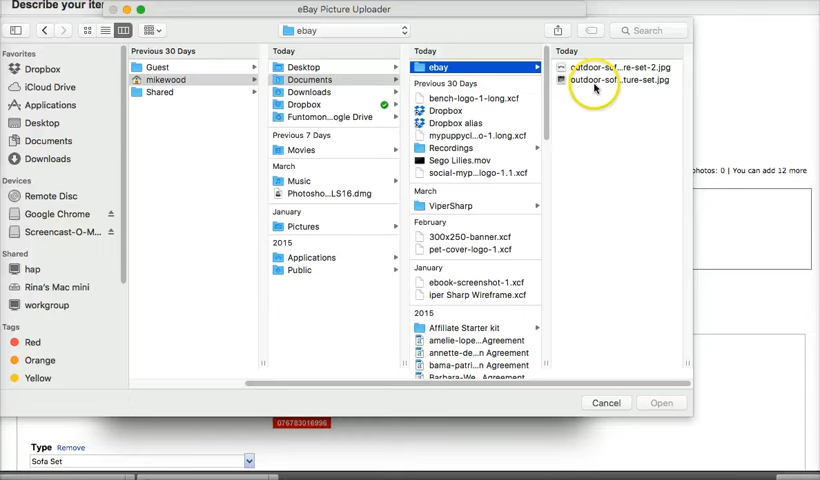 Describe your ite
eBay Picture Uploader
ebay
Search
Favorites
Dropbox
iCloud Drive
Applications
Desktop
Documents
Downloads
Devices
Remote Disc
Google Chrome
Screencast-O-M...
Shared
hap
Rina's Mac mini
workgroup
Tags
Red
Orange
Yellow
Previous 30 Days
Guest
mikewood
Shared
Today
Desktop
Documents
Downloads
Dropbox
Funtomon...ogle Drive
Previous 7 Days
Movies
March
Music
Photosho...LS16.dmg
January
Pictures
2015
Applications
Public
Today
ebay
Previous 30 Days
bench-logo-1-long.xcf
Dropbox
Dropbox alias
mypuppycl...o-1.long.xcf
Recordings
Sego Lilies.mov
social-myp...logo-1.1.xcf
March
ViperSharp
February
300x250-banner.xcf
pet-cover-logo-1.xcf
January
ebook-screenshot-1.xcf
iper Sharp Wireframe.xcf
2015
Affiliate Starter kit
amelie-lope...Agreement
annette-de...n Agreement
bama-patri...n Agreement
Barbara-We... Agreement
Today
outdoor-sof...re-set-2.jpg
outdoor-sof...ture-set.jpg
photos: 0 | You can add 12 more
Cancel
Open
076783016996
Type Remove
Sofa Set